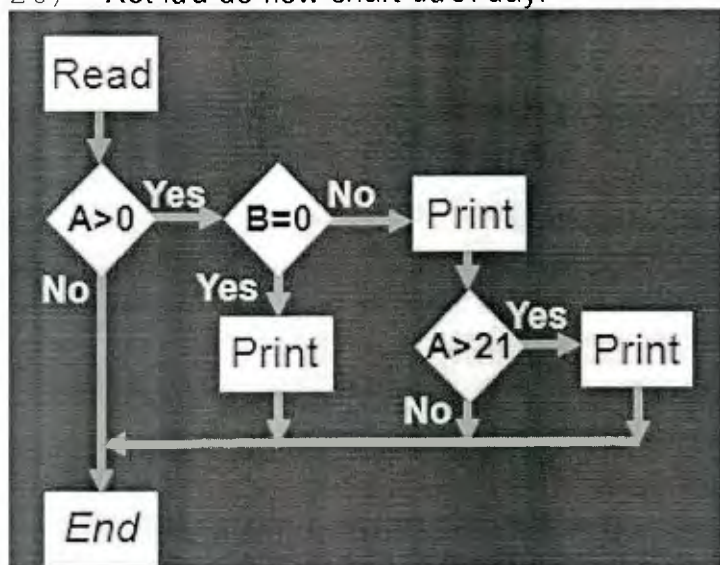 Read
A>0
Yes
B=0
No
Print
No
Yes
Print
A>21
Yes
Print
No
End